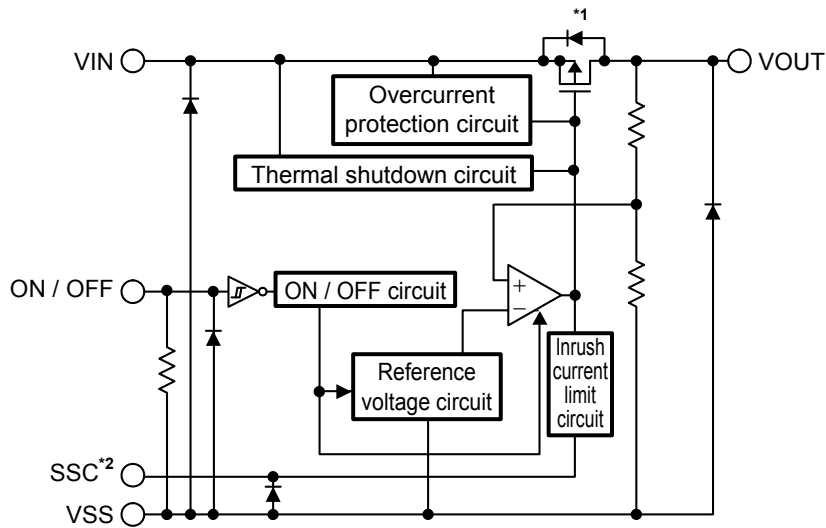 *1
VIN
VOUT
Overcurrent
protection circuit
Thermal shutdown circuit
ON / OFF
ON / OFF circuit
+
−
Reference
voltage circuit
Inrush
current
limit
circuit
SSC*2
VSS